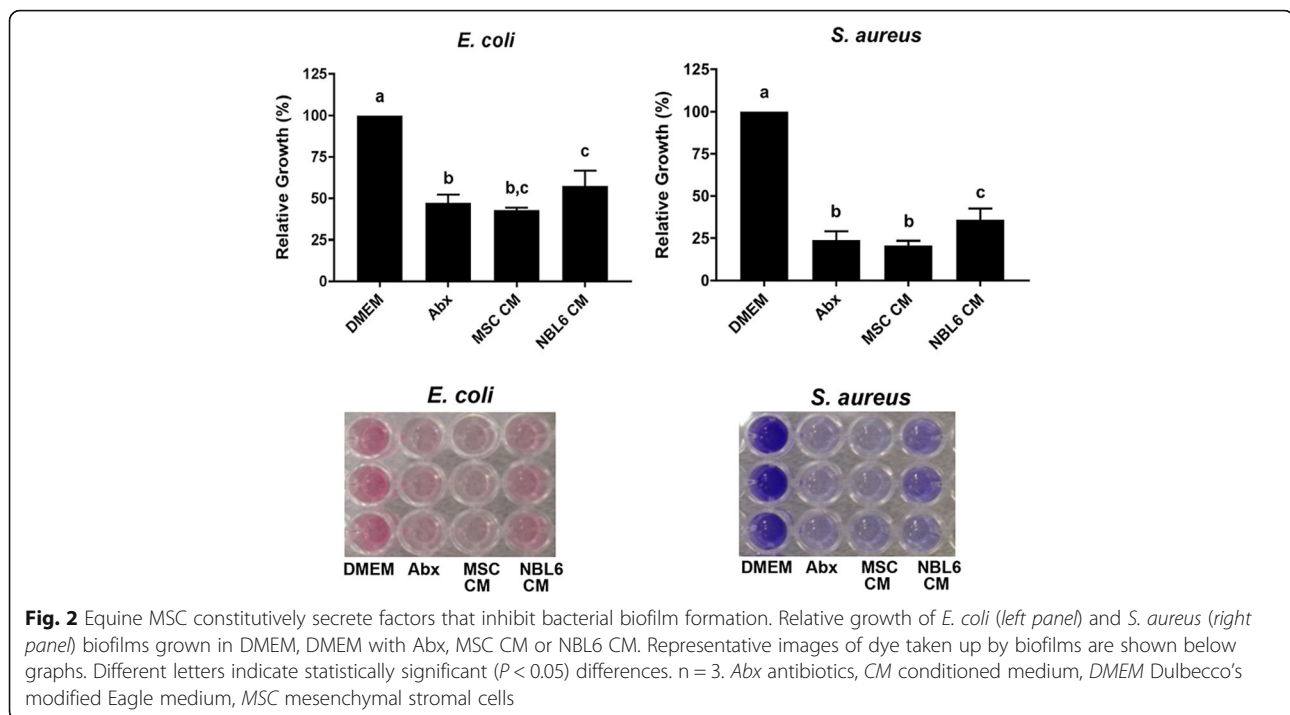 E. coli
S. aureus
Relative Growth (%)
125
100
75
50
25
0
a
b
b,c
c
DMEM
Abx
MSC CM
NBL6 CM
Relative Growth (%)
125
100
75
50
25
0
a
b
b
c
DMEM
Abx
MSC CM
NBL6 CM
E. coli
S. aureus
DMEM Abx MSC NBL6
CM CM
DMEM Abx MSC NBL6
CM CM
Fig. 2 Equine MSC constitutively secrete factors that inhibit bacterial biofilm formation. Relative growth of E. coli (left panel) and S. aureus (right
panel) biofilms grown in DMEM, DMEM with Abx, MSC CM or NBL6 CM. Representative images of dye taken up by biofilms are shown below
graphs. Different letters indicate statistically significant (P < 0.05) differences. n = 3. Abx antibiotics, CM conditioned medium, DMEM Dulbecco's
modified Eagle medium, MSC mesenchymal stromal cells